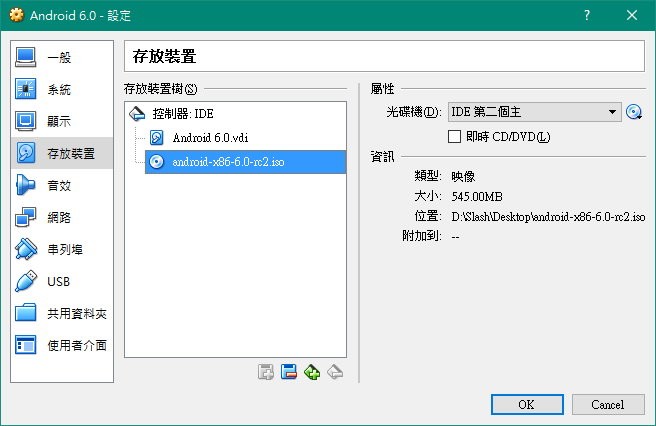 Android 6.0 - 設定
一般
系統
顯示
存放裝置
音效
網路
串列埠
USB
共用資料夾
使用者介面
存放裝置
存放裝置樹(S)
控制器: IDE
Android 6.0.vdi
android-x86-6.0-rc2.iso
屬性
光碟機(D): IDE 第二個主
即時 CD/DVD(L)
資訊
類型: 映像
大小: 545.00MB
位置: D:\Slash\Desktop\android-x86-6.0-rc2.iso
附加到: --
OK Cancel